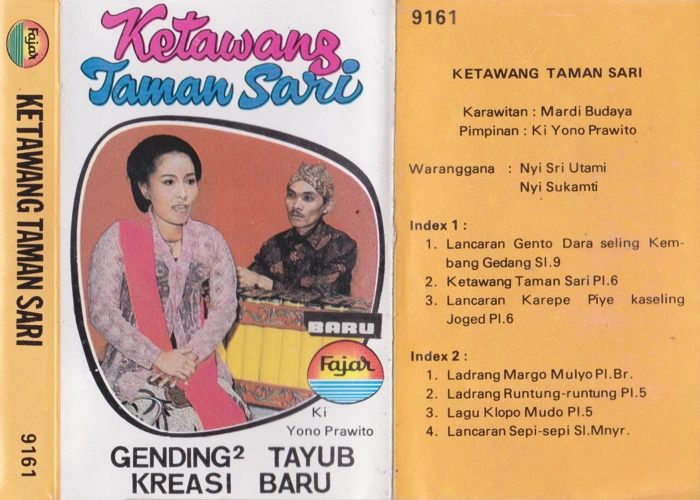 Fajar
KETAWANG TAMAN SARI
9161
Ketawang
Taman Sari
BARU
Fajar
Ki
Yono Prawito
GENDING² TAYUB
KREASI BARU
9161
KETAWANG TAMAN SARI
Karawitan : Mardi Budaya
Pimpinan : Ki Yono Prawito
Waranggana : Nyi Sri Utami
Nyi Sukamti
Index 1 :
1. Lancaran Gento Dara seling Kem-
bang Gedang Sl.9
2. Ketawang Taman Sari Pl.6
3. Lancaran Karepe Piye kaseling
Joged Pl.6
Index 2 :
1. Ladrang Margo Mulyo Pl.Br.
2. Ladrang Runtung-runtung Pl.5
3. Lagu Klopo Mudo Pl.5
4. Lancaran Sepi-sepi Sl.Mnyr.